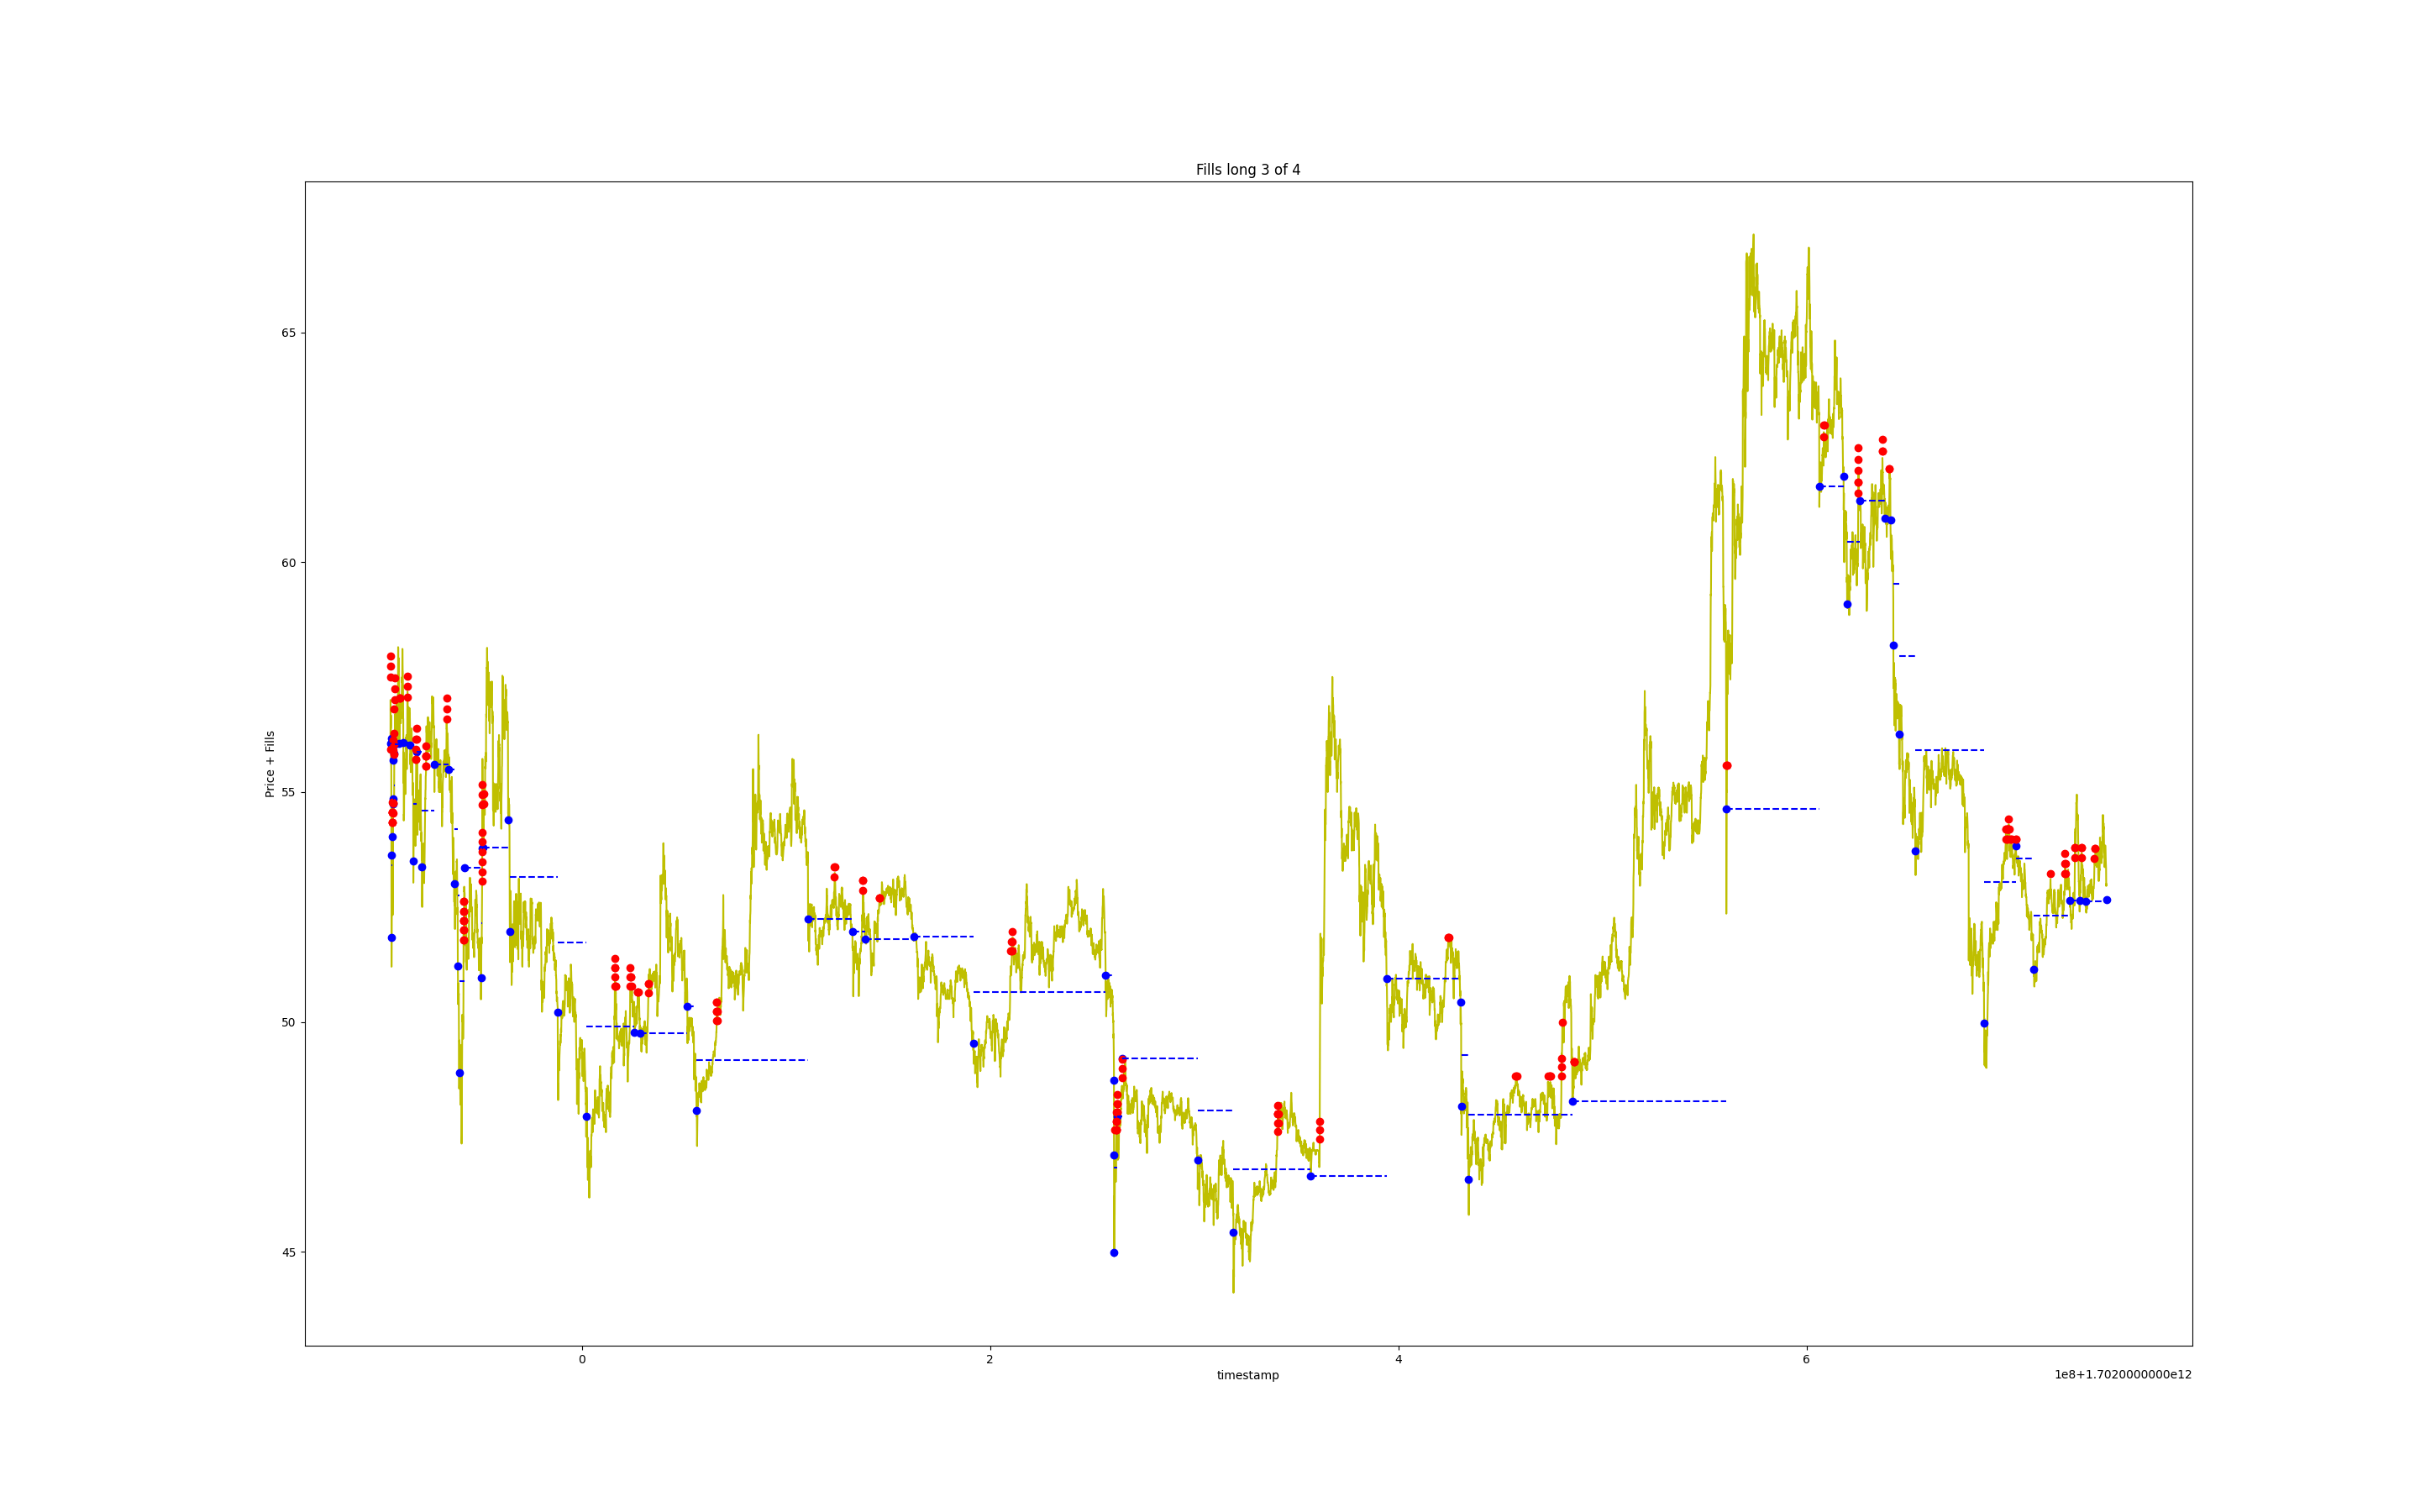 Fills long 3 of 4
Price + Fills
65
60
55
50
45
0 2 4 6
timestamp
1e8+1.7020000000e12